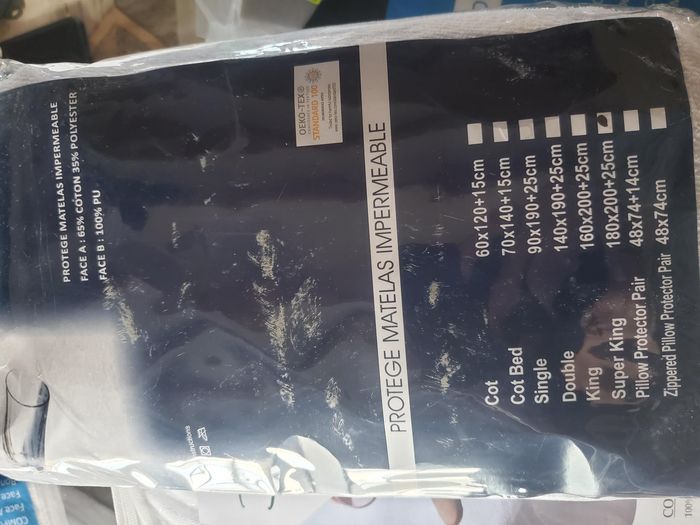 PROTEGE MATELAS IMPERMEABLE
FACE A : 65% COTON 35% POLYESTER
FACE B : 100% PU
OEKO-TEX®
STANDARD 100
PROTEGE MATELAS IMPERMEABLE
Cot 60x120+15cm
Cot Bed 70x140+15cm
Single 90x190+25cm
Double 140x190+25cm
King 160x200+25cm
Super King 180x200+25cm
Pillow Protector Pair 48x74+14cm
Zippered Pillow Protector Pair 48x74cm
CO